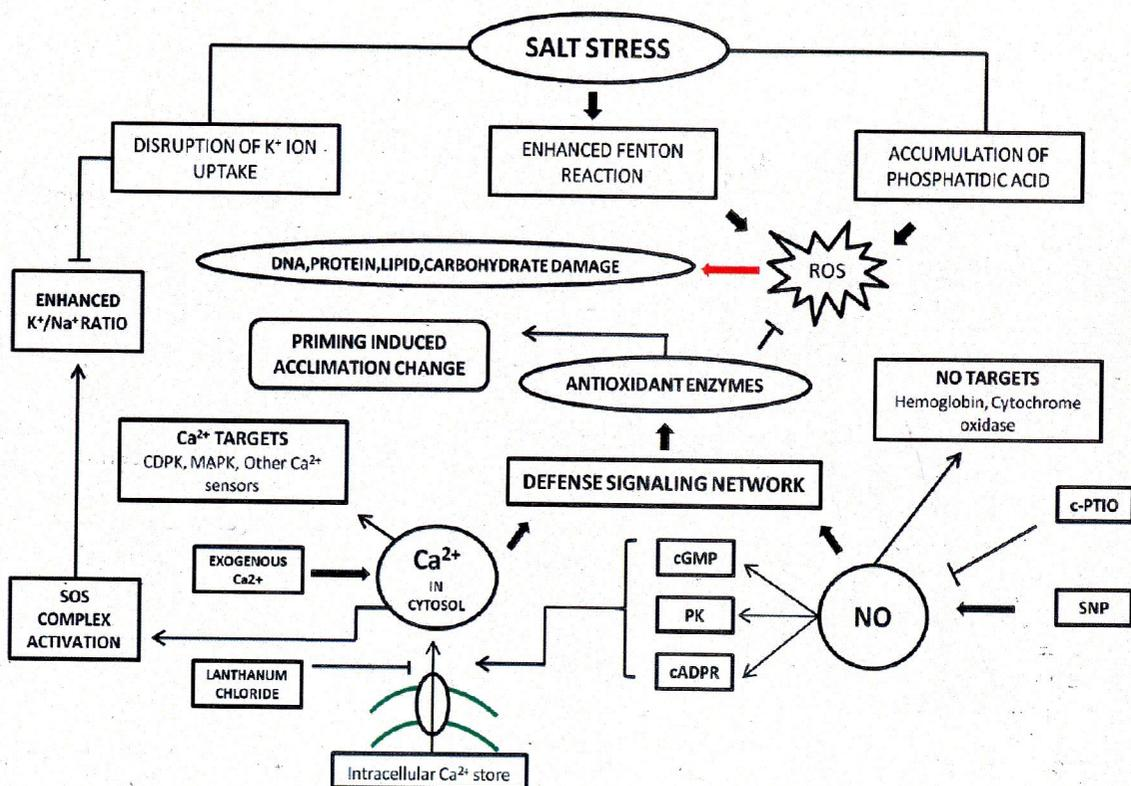 SALT STRESS
DISRUPTION OF K⁺ ION
UPTAKE
ENHANCED FENTON
REACTION
ACCUMULATION OF
PHOSPHATIDIC ACID
DNA,PROTEIN,LIPID,CARBOHYDRATE DAMAGE
ROS
ENHANCED
K⁺/Na⁺ RATIO
PRIMING INDUCED
ACCLIMATION CHANGE
ANTIOXIDANT ENZYMES
NO TARGETS
Hemoglobin, Cytochrome
oxidase
Ca²⁺ TARGETS
CDPK, MAPK, Other Ca²⁺
sensors
DEFENSE SIGNALING NETWORK
c-PTIO
EXOGENOUS
Ca2+
Ca²⁺
IN
CYTOSOL
cGMP
PK
cADPR
NO
SNP
SOS
COMPLEX
ACTIVATION
LANTHANUM
CHLORIDE
Intracellular Ca²⁺ store